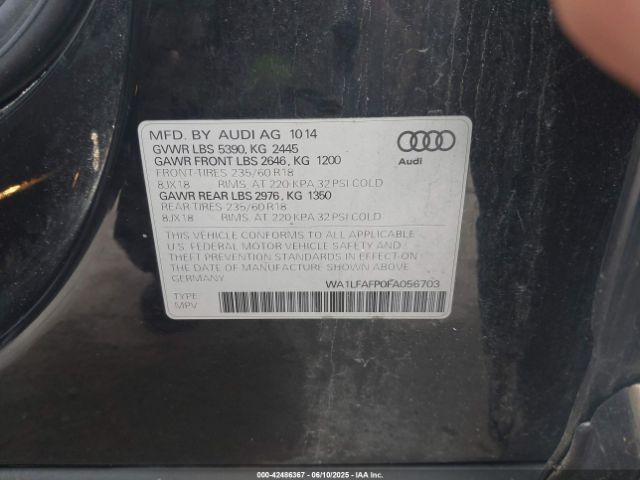 MFD. BY AUDI AG 1014
GVWR LBS 5390, KG 2445
GAWR FRONT LBS 2646, KG 1200
FRONT-TIRES 235/60 R18
8JX18 RIMS AT 220 KPA 32 PSI COLD
GAWR REAR LBS 2976, KG 1350
REAR-TIRES 235/60 R18
8JX18 RIMS AT 220 KPA 32 PSI COLD
Audi
THIS VEHICLE CONFORMS TO ALL APPLICABLE
U.S. FEDERAL MOTOR VEHICLE SAFETY AND
THEFT PREVENTION STANDARDS IN EFFECT ON
THE DATE OF MANUFACTURE SHOWN ABOVE.
GERMANY
WA1LFAFP0FA056703
TYPE:
MPV
000-42486367 - 06/10/2025 - IAAI.COM